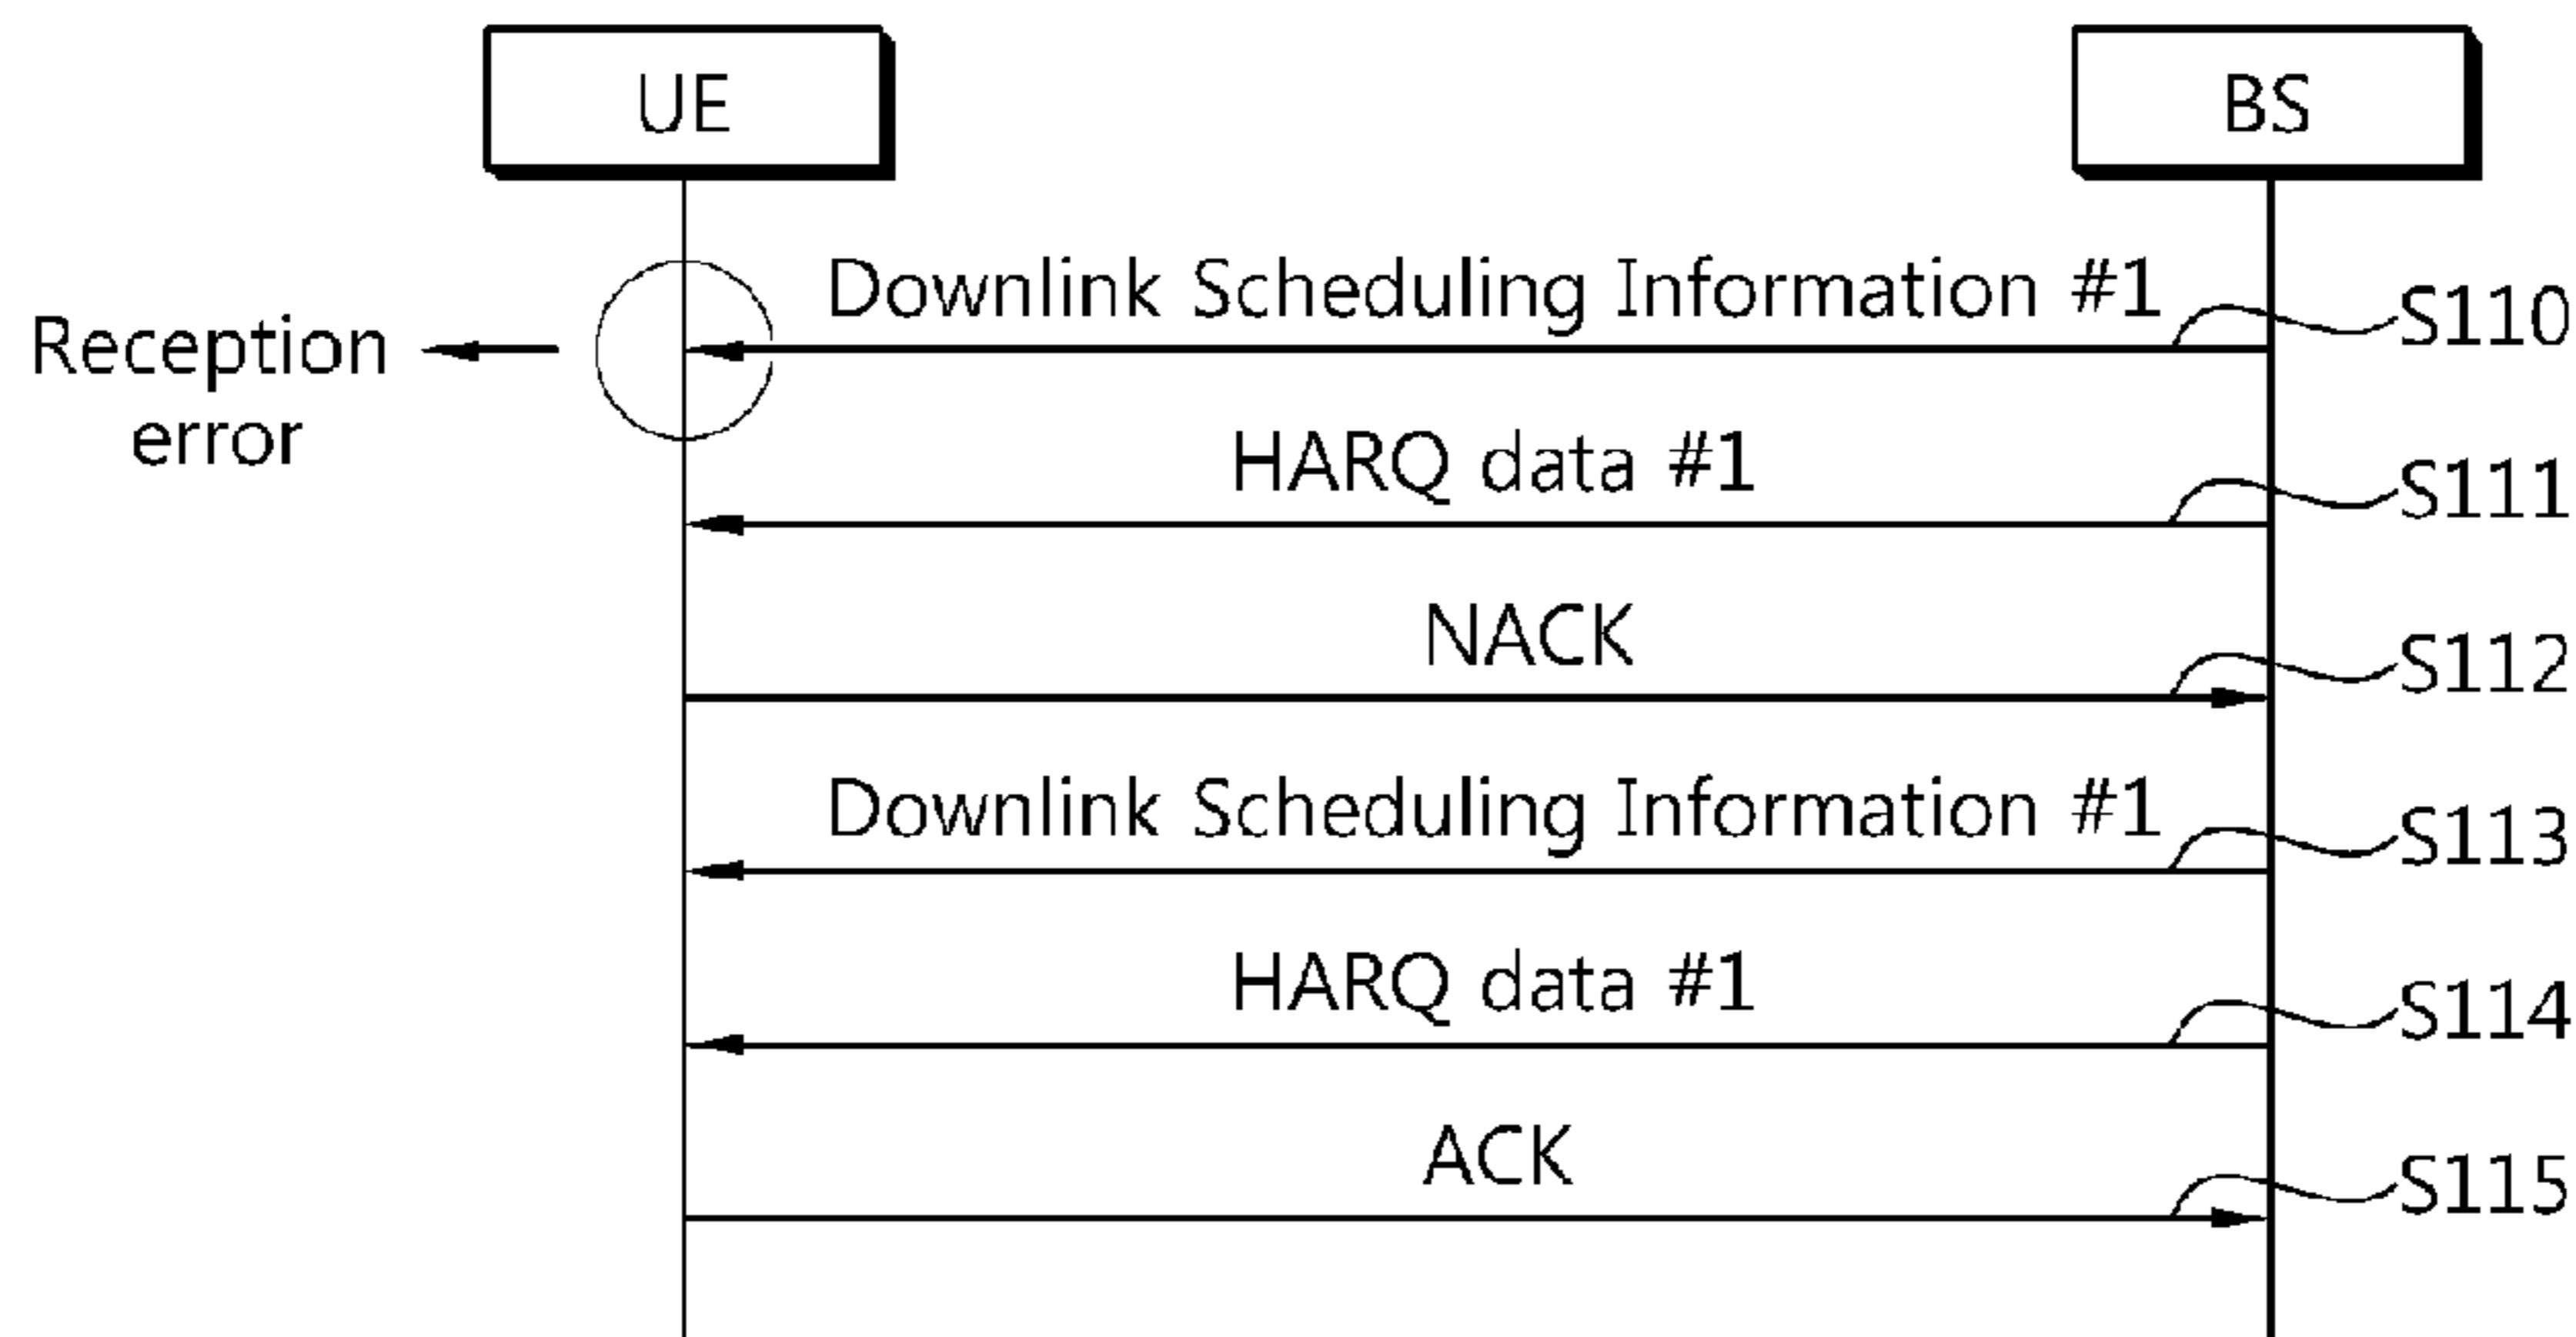 UE
BS
Downlink Scheduling Information #1
S110
Reception
error
HARQ data #1
S111
NACK
S112
Downlink Scheduling Information #1
S113
HARQ data #1
S114
ACK
S115